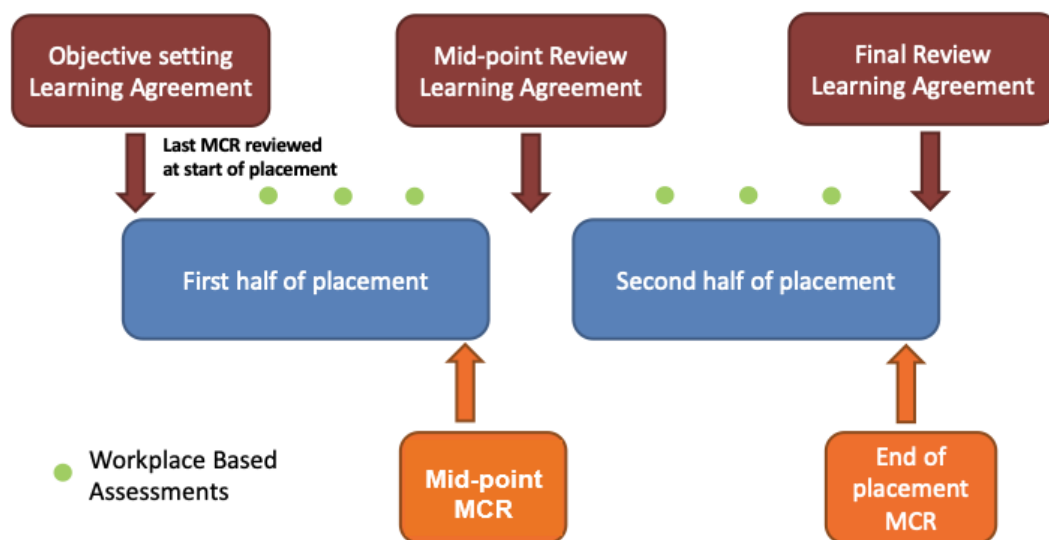 Objective setting
Learning Agreement
Mid-point Review
Learning Agreement
Final Review
Learning Agreement
Last MCR reviewed
at start of placement
First half of placement
Second half of placement
Workplace Based
Assessments
Mid-point
MCR
End of
placement
MCR